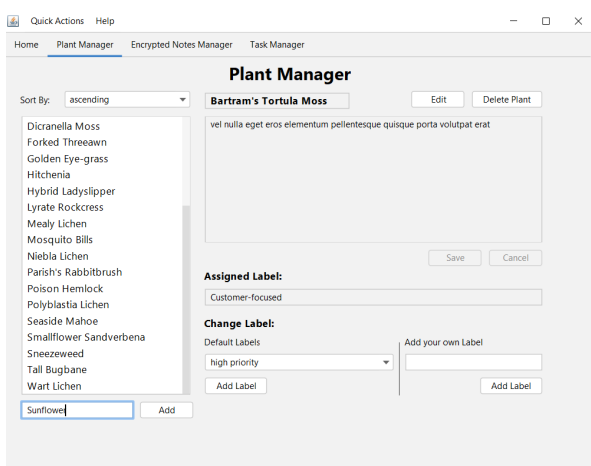 Quick Actions Help
Home Plant Manager Encrypted Notes Manager Task Manager
Plant Manager
Sort By: ascending
Dicranella Moss
Forked Threeawn
Golden Eye-grass
Hitchenia
Hybrid Ladyslipper
Lyrate Rockcress
Mealy Lichen
Mosquito Bills
Niebla Lichen
Parish's Rabbitbrush
Poison Hemlock
Polyblastia Lichen
Seaside Mahoe
Smallflower Sandverbena
Sneezeweed
Tall Bugbane
Wart Lichen
Sunflower
Add
Bartram's Tortula Moss
Edit
Delete Plant
vel nulla eget eros elementum pellentesque quisque porta volutpat erat
Save
Cancel
Assigned Label:
Customer-focused
Change Label:
Default Labels
high priority
Add Label
Add your own Label
Add Label